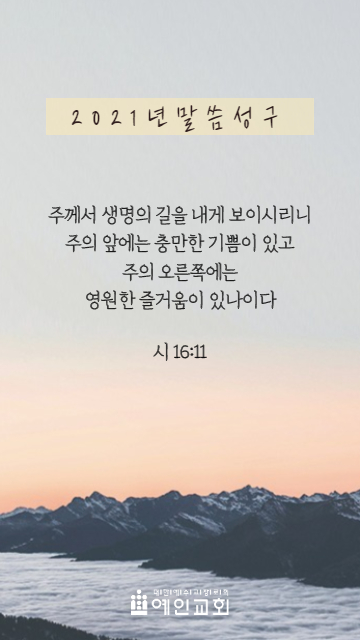 2021년말씀성구
주께서 생명의 길을 내게 보이시리니
주의 앞에는 충만한 기쁨이 있고
주의 오른쪽에는
영원한 즐거움이 있나이다
시 16:11
예인교회